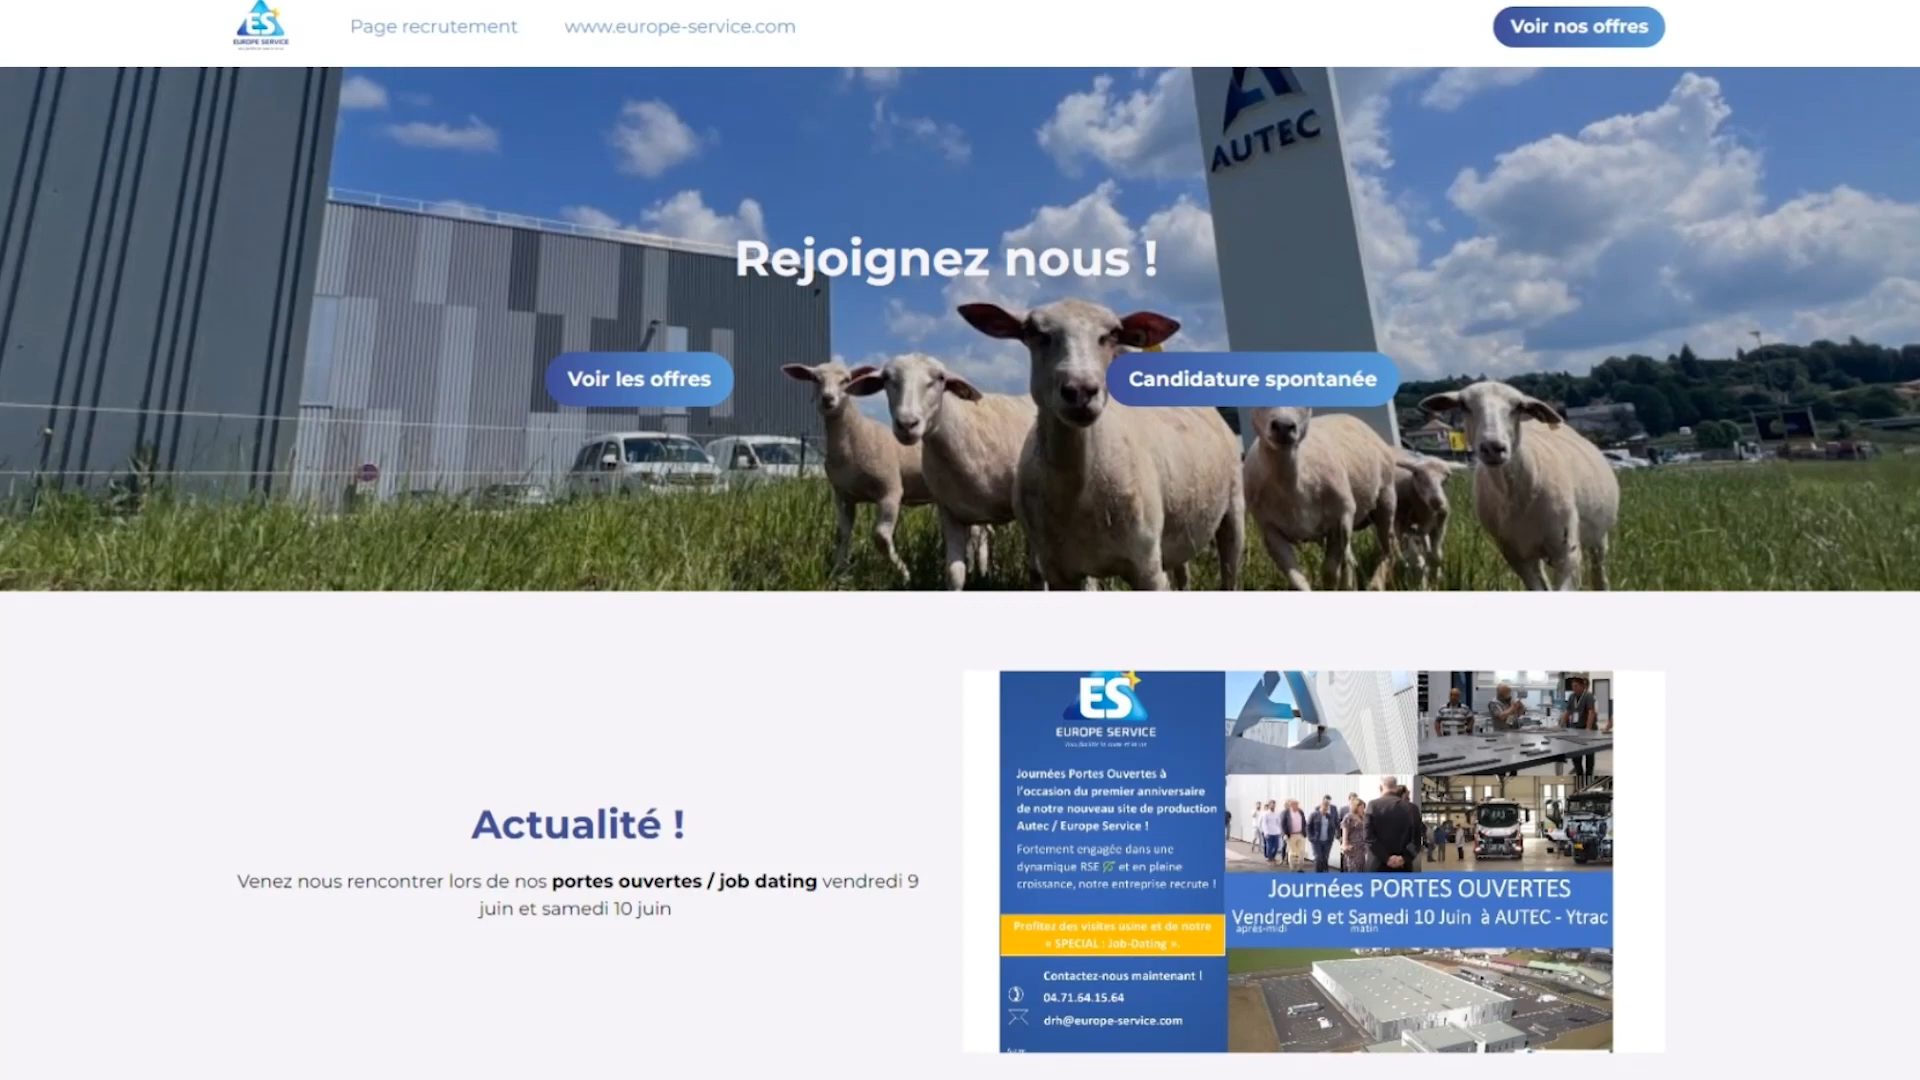 ES
EUROPE SERVICE
Page recrutement
www.europe-service.com
Voir nos offres
AUTEC
Rejoignez nous !
Voir les offres
Candidature spontanée
Actualité !
Venez nous rencontrer lors de nos portes ouvertes / job dating vendredi 9
juin et samedi 10 juin
ES
EUROPE SERVICE
Journées Portes Ouvertes à
l'occasion du premier anniversaire
de notre nouveau site de production
Autec / Europe Service !
Fortement engagée dans une
dynamique RSE et en pleine
croissance, notre entreprise recrute !
Profitez des visites usine et de notre
« SPECIAL : Job-Dating ».
Contactez-nous maintenant !
04.71.64.15.64
drh@europe-service.com
Journées PORTES OUVERTES
Vendredi 9 et Samedi 10 Juin à AUTEC - Ytrac
après-midi matin